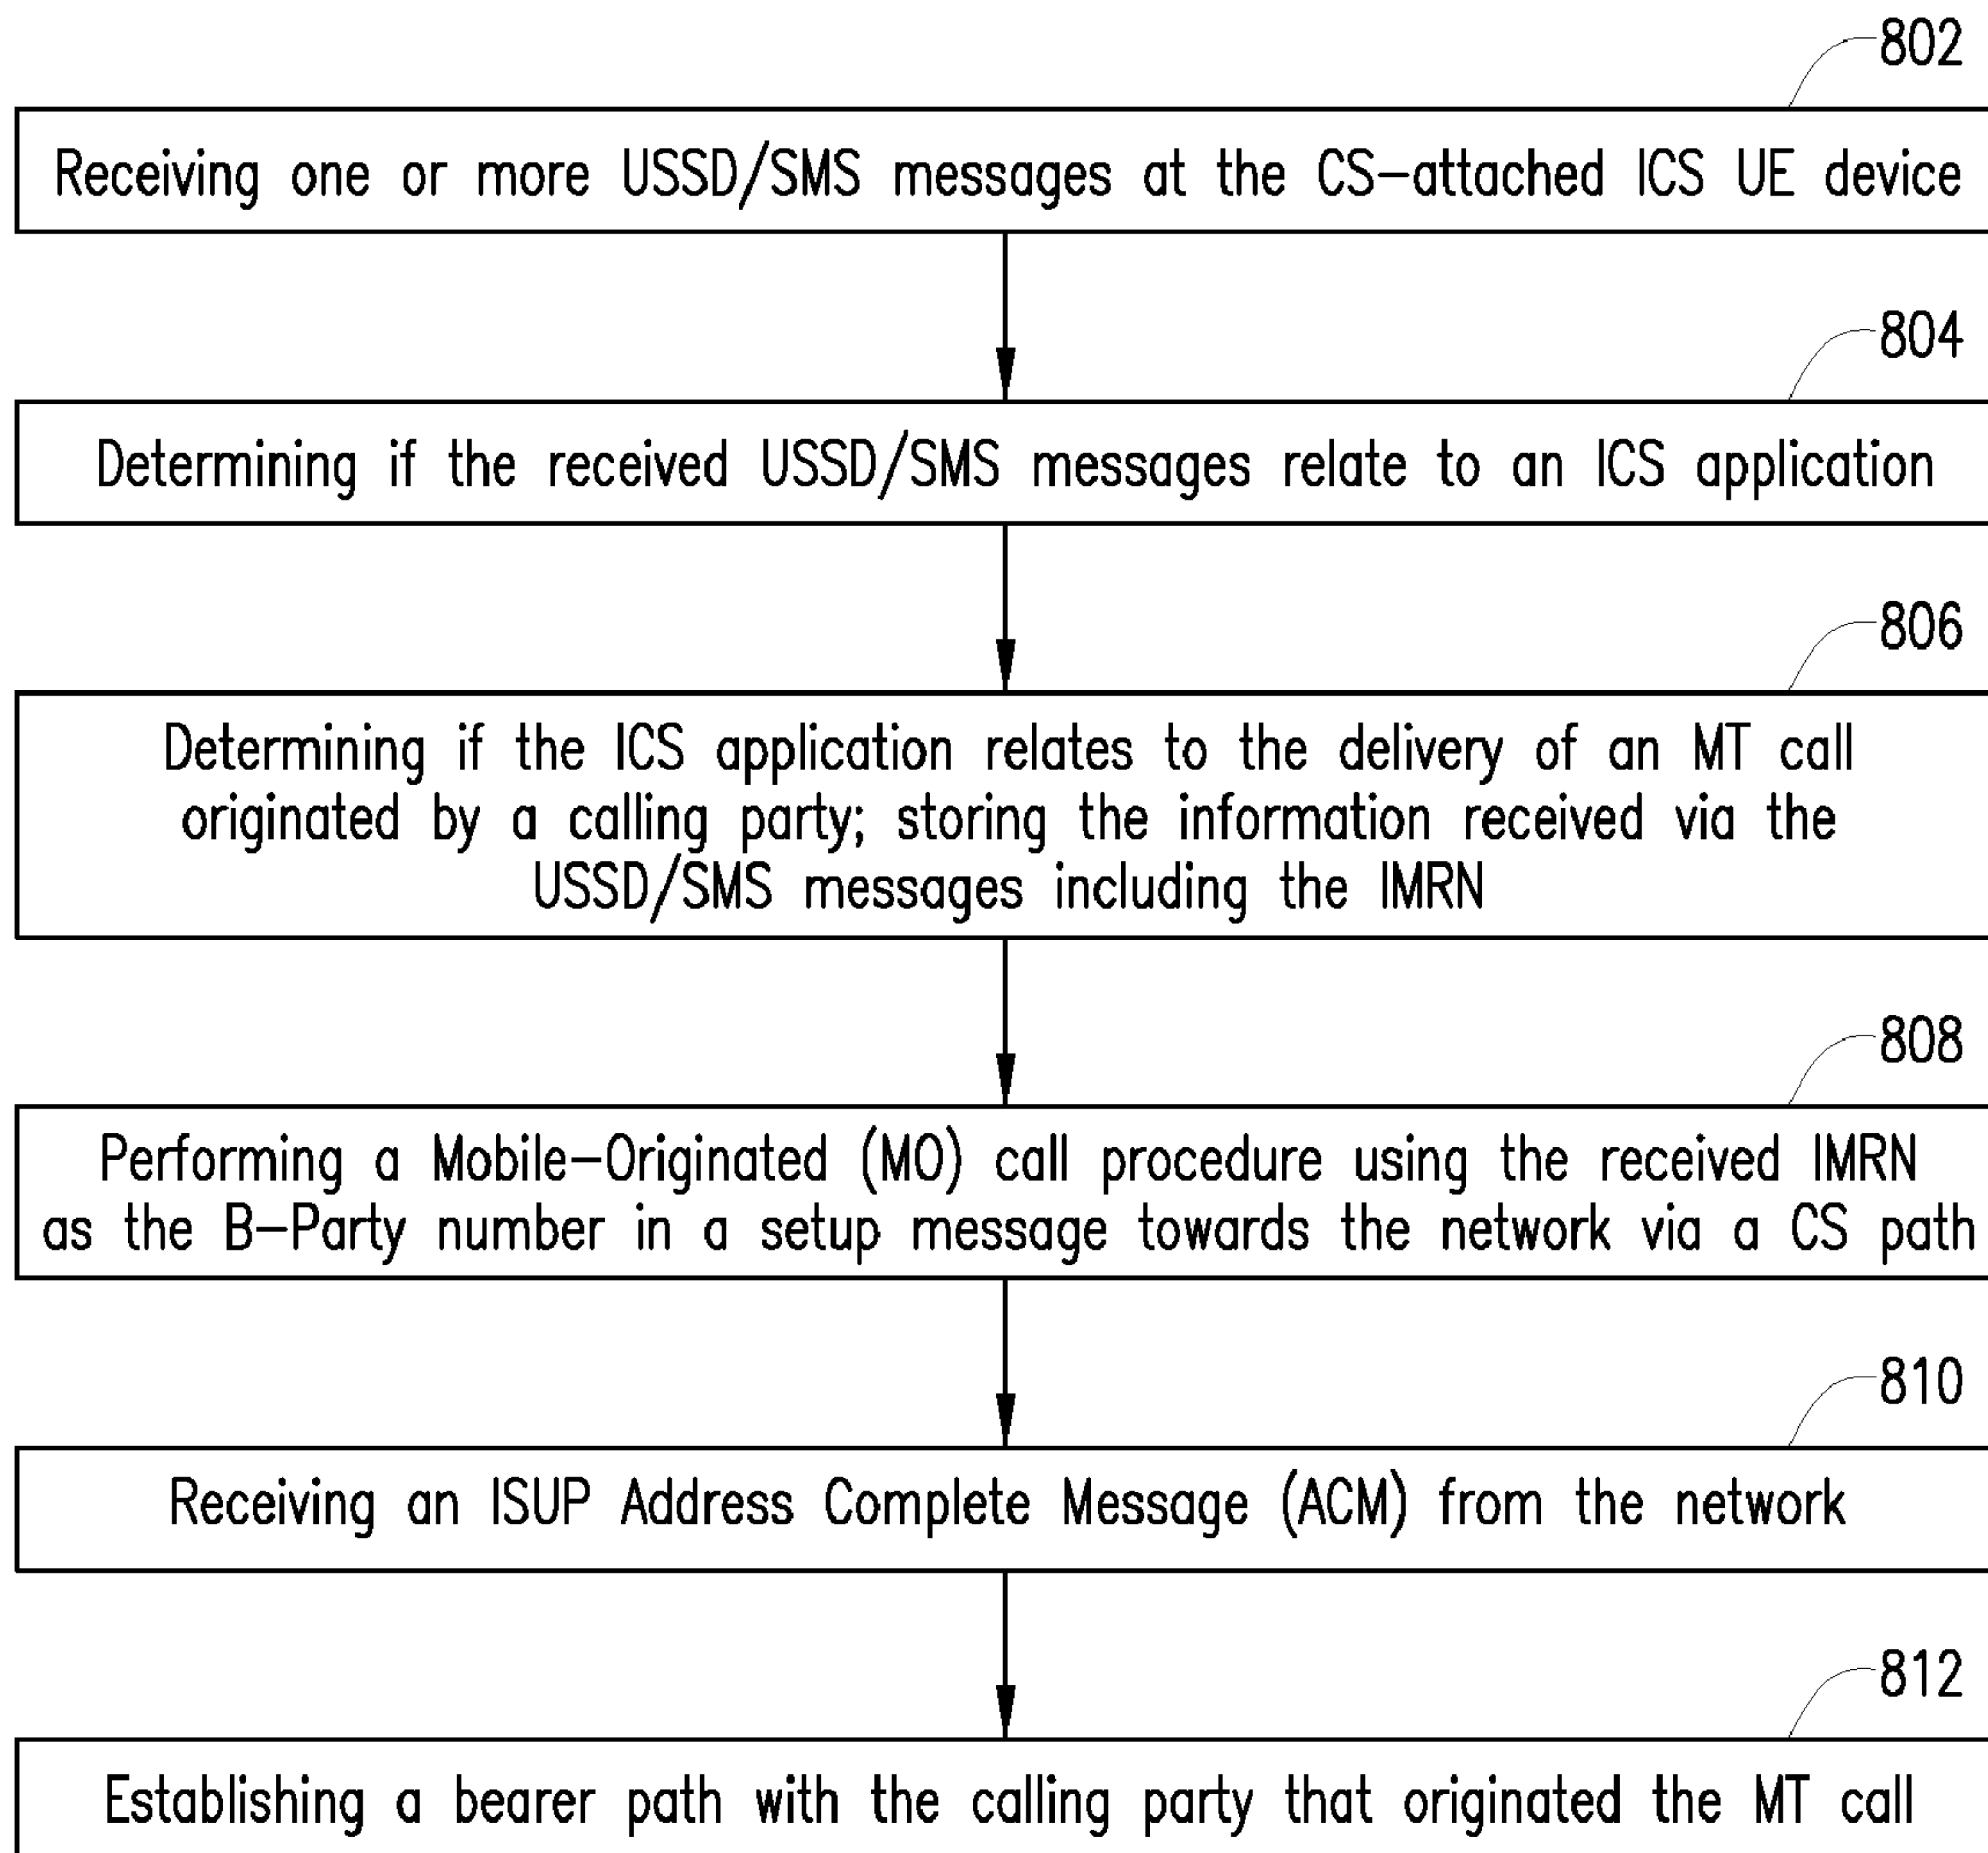 802
Receiving one or more USSD/SMS messages at the CS-attached ICS UE device
804
Determining if the received USSD/SMS messages relate to an ICS application
806
Determining if the ICS application relates to the delivery of an MT call
originated by a calling party; storing the information received via the
USSD/SMS messages including the IMRN
808
Performing a Mobile-Originated (MO) call procedure using the received IMRN
as the B-Party number in a setup message towards the network via a CS path
810
Receiving an ISUP Address Complete Message (ACM) from the network
812
Establishing a bearer path with the calling party that originated the MT call